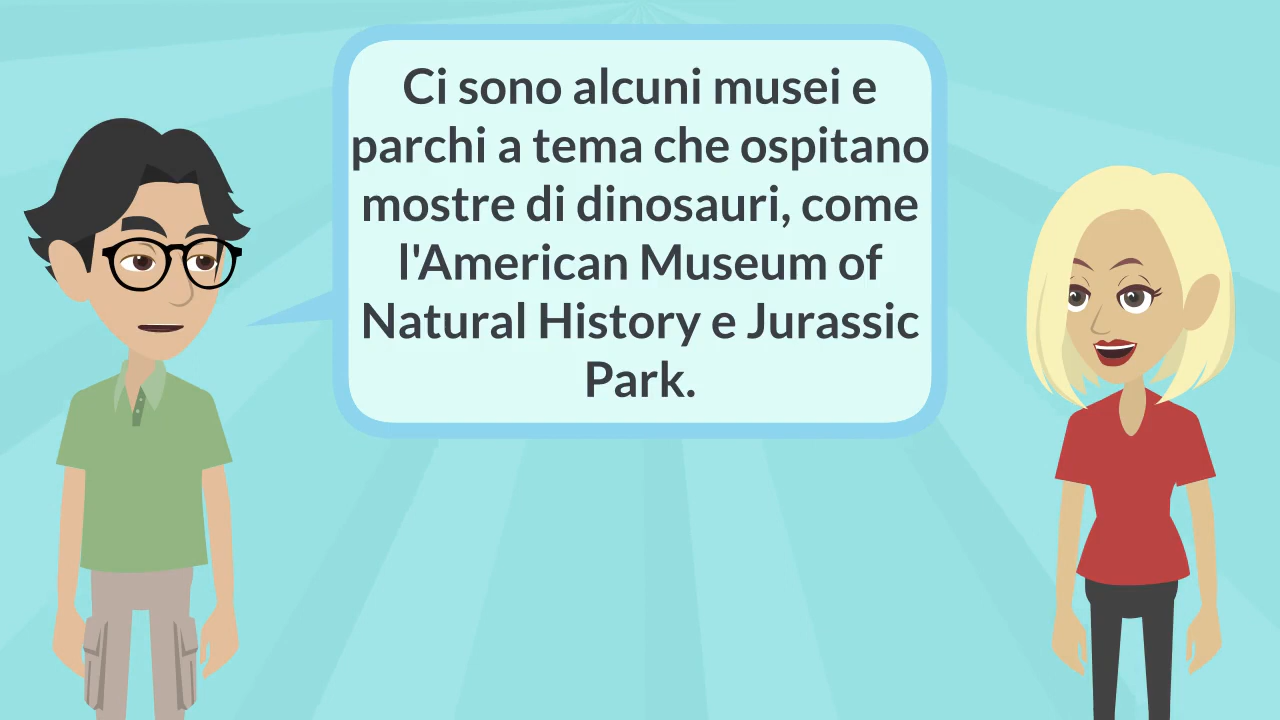 Ci sono alcuni musei e
parchi a tema che ospitano
mostre di dinosauri, come
l'American Museum of
Natural History e Jurassic
Park.